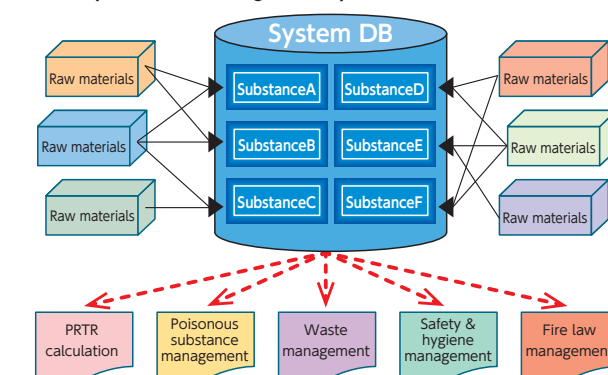 System DB
Raw materials
Raw materials
Raw materials
SubstanceA
SubstanceD
SubstanceB
SubstanceE
SubstanceC
SubstanceF
Raw materials
Raw materials
Raw materials
PRTR
calculation
Poisonous
substance
management
Waste
management
Safety &
hygiene
management
Fire law
management